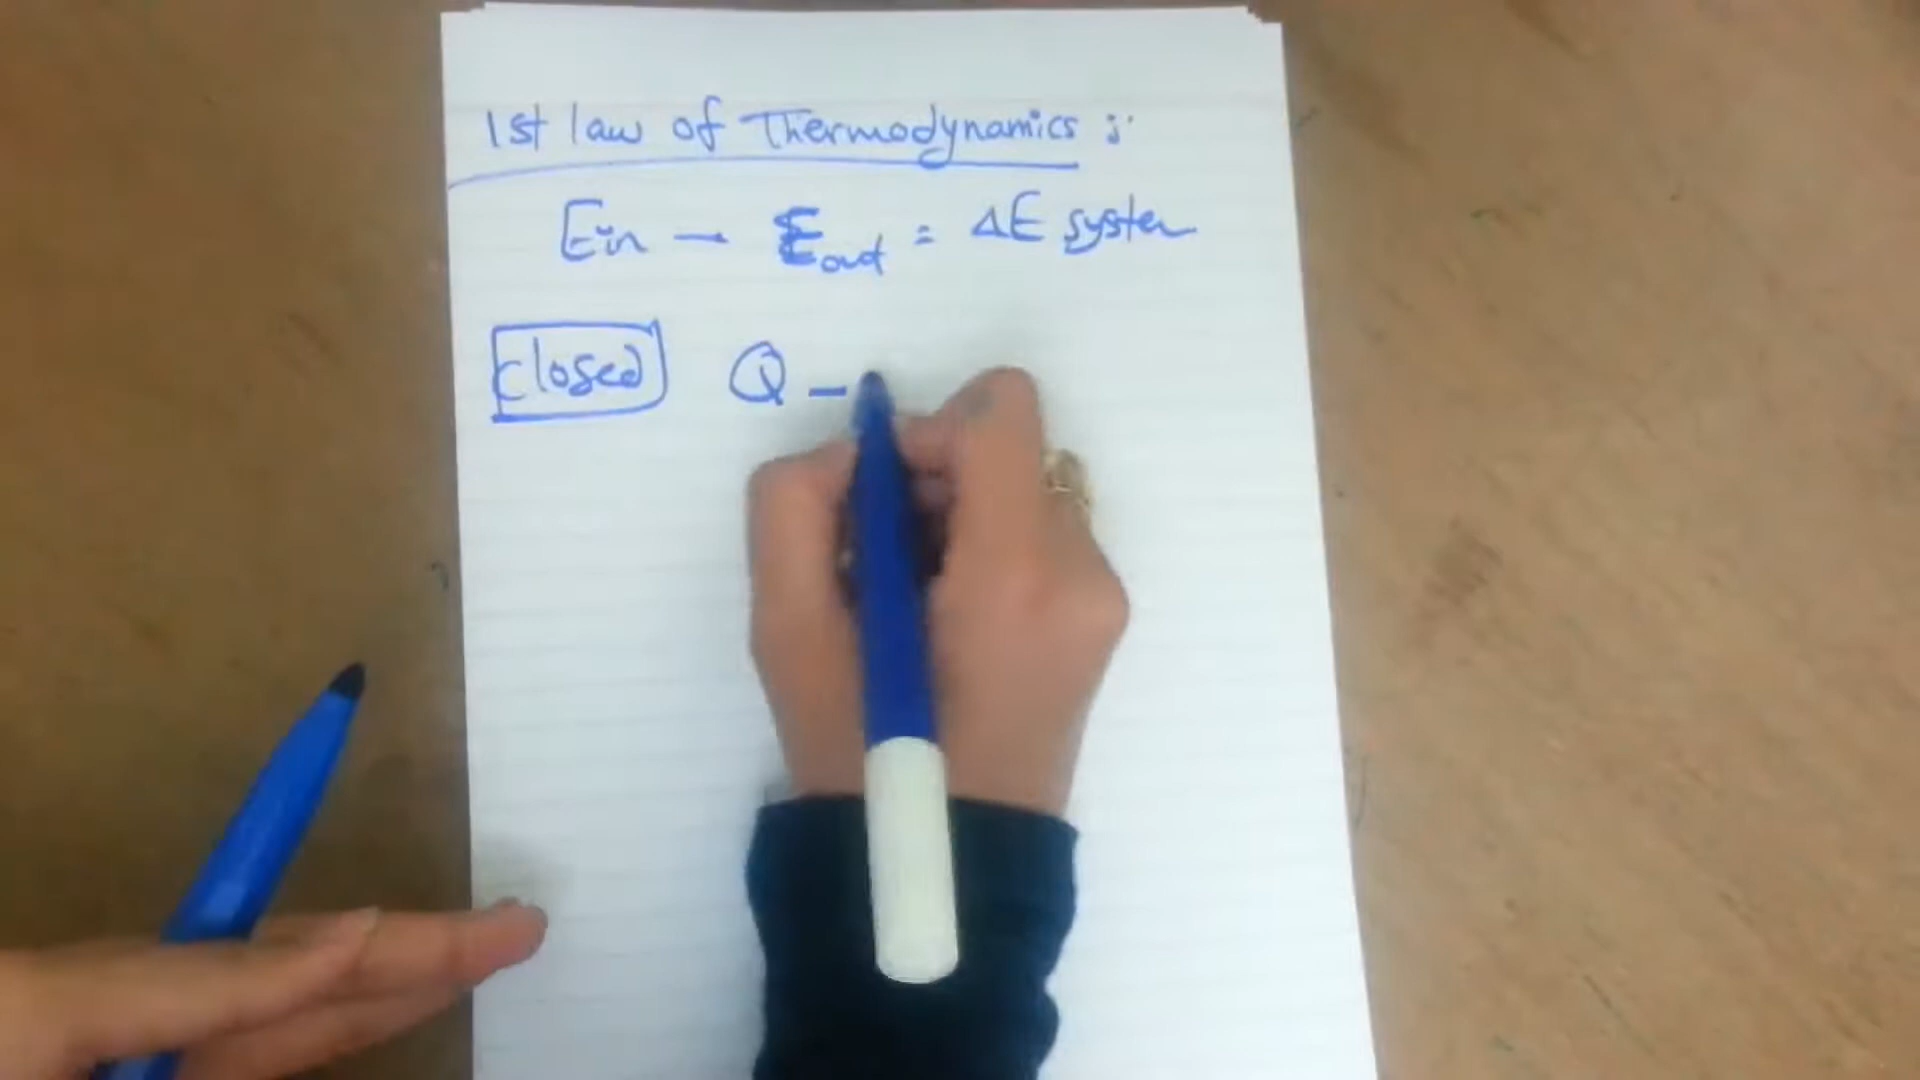 1st law of Thermodynamics :
Ein - Eout = ΔE system
closed Q -